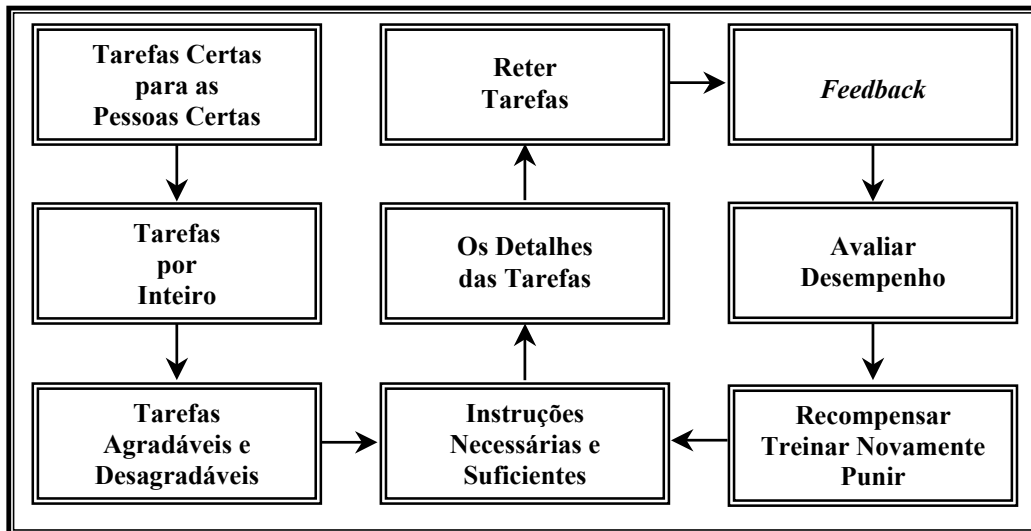 Tarefas Certas
para as
Pessoas Certas
Reter
Tarefas
Feedback
Tarefas
por
Inteiro
Os Detalhes
das Tarefas
Avaliar
Desempenho
Tarefas
Agradáveis e
Desagradáveis
Instruções
Necessárias e
Suficientes
Recompensar
Treinar Novamente
Punir